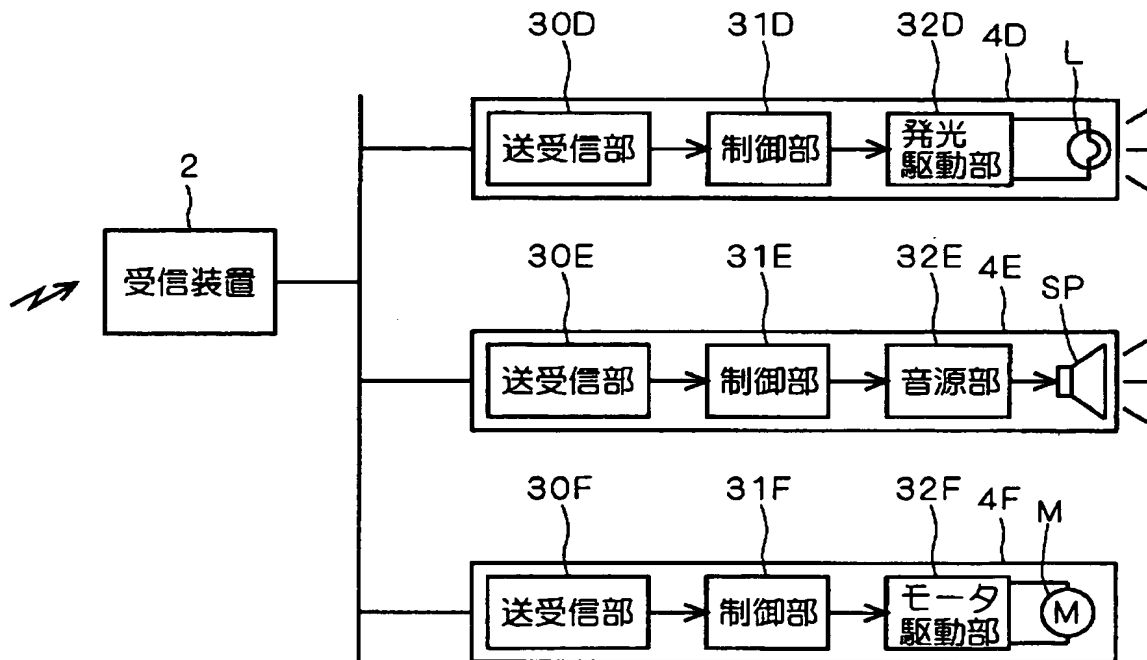 30D 31D 32D 4D L
送受信部 制御部 発光
駆動部
2
受信装置
30E 31E 32E 4E SP
送受信部 制御部 音源部
30F 31F 32F 4F M
送受信部 制御部 モータ
駆動部 M